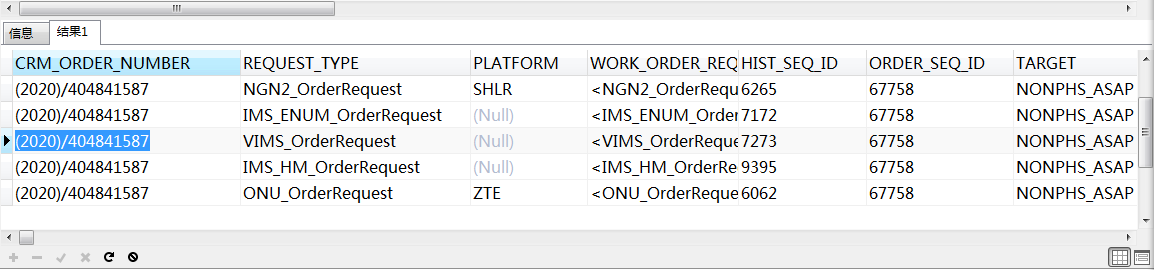 信息 结果1
CRM_ORDER_NUMBER REQUEST_TYPE PLATFORM WORK_ORDER_REQ HIST_SEQ_ID ORDER_SEQ_ID TARGET
(2020)/404841587 NGN2_OrderRequest SHLR <NGN2_OrderRequ 6265 67758 NONPHS_ASAP
(2020)/404841587 IMS_ENUM_OrderRequest (Null) <IMS_ENUM_Order 7172 67758 NONPHS_ASAP
(2020)/404841587 VIMS_OrderRequest (Null) <VIMS_OrderReque 7273 67758 NONPHS_ASAP
(2020)/404841587 IMS_HM_OrderRequest (Null) <IMS_HM_OrderRe 9395 67758 NONPHS_ASAP
(2020)/404841587 ONU_OrderRequest ZTE <ONU_OrderReque 6062 67758 NONPHS_ASAP